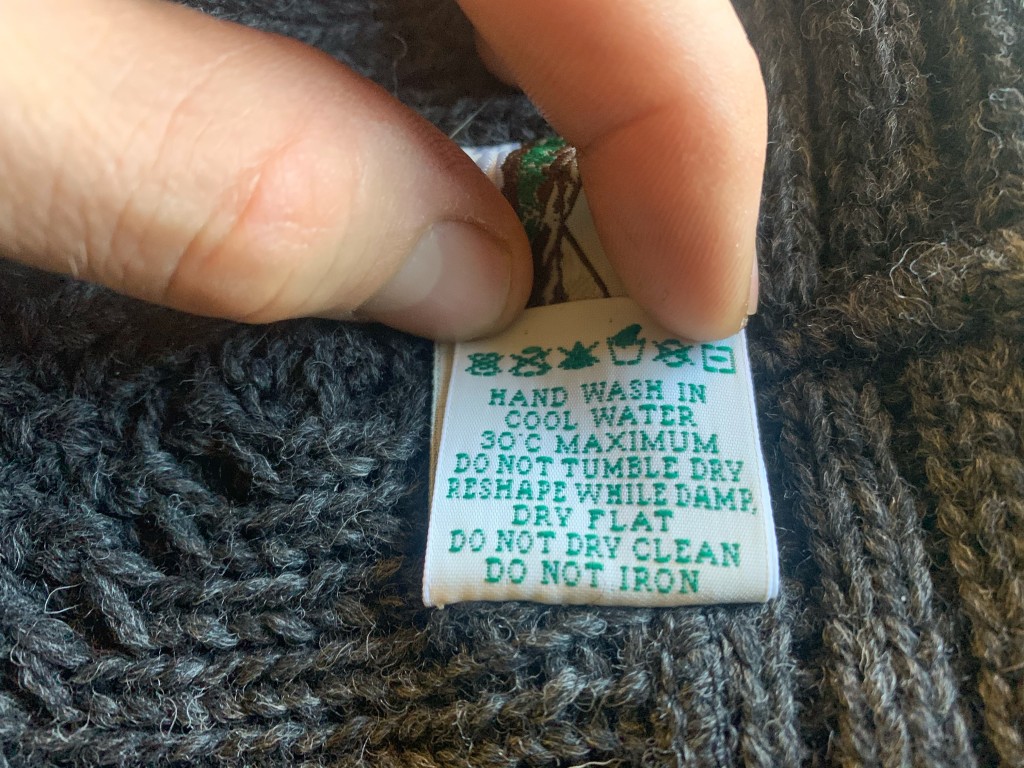 HAND WASH IN
COOL WATER
30°C MAXIMUM
DO NOT TUMBLE DRY
RESHAPE WHILE DAMP,
DRY FLAT
DO NOT DRY CLEAN
DO NOT IRON